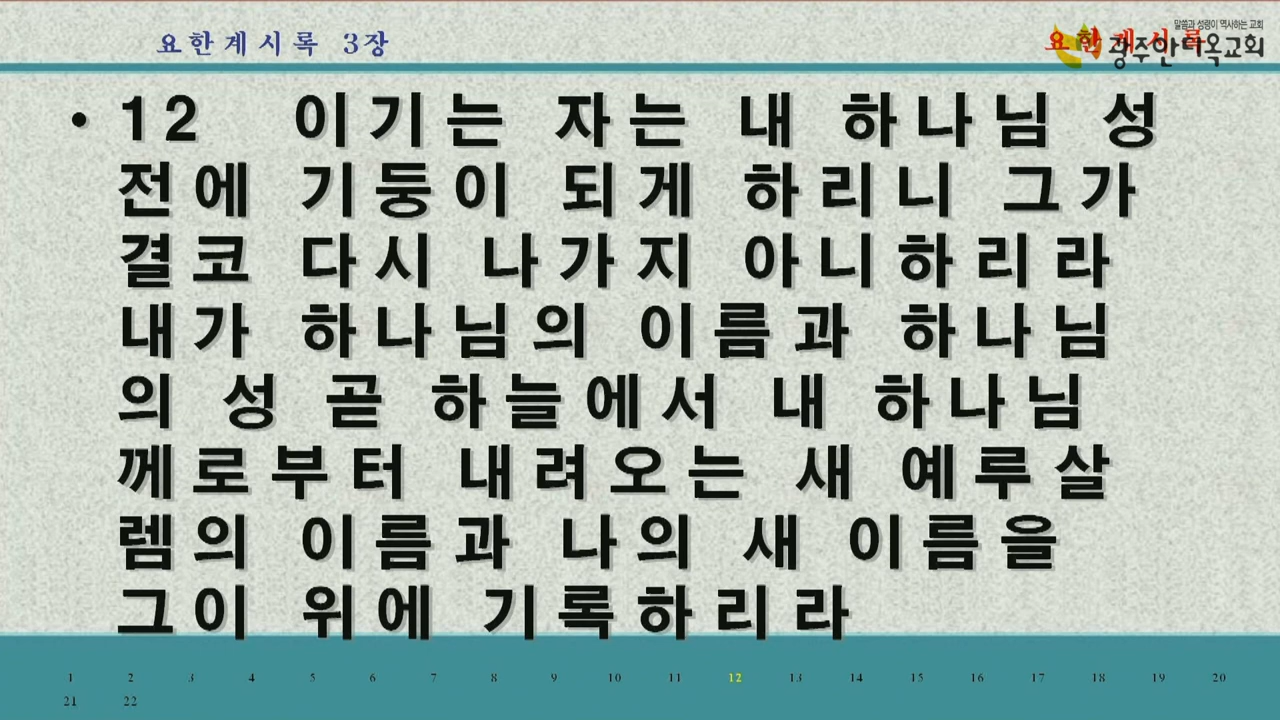 요한계시록 3장
말씀과 성령이 역사하는 교회
요한계시록
광주안디옥교회
• 12 이기는 자는 내 하나님 성
전에 기둥이 되게 하리니 그가
결코 다시 나가지 아니하리라
내가 하나님의 이름과 하나님
의 성 곧 하늘에서 내 하나님
께로부터 내려오는 새 예루살
렘의 이름과 나의 새 이름을
그이 위에 기록하리라
1 2 3 4 5 6 7 8 9 10 11 12 13 14 15 16 17 18 19 20
21 22